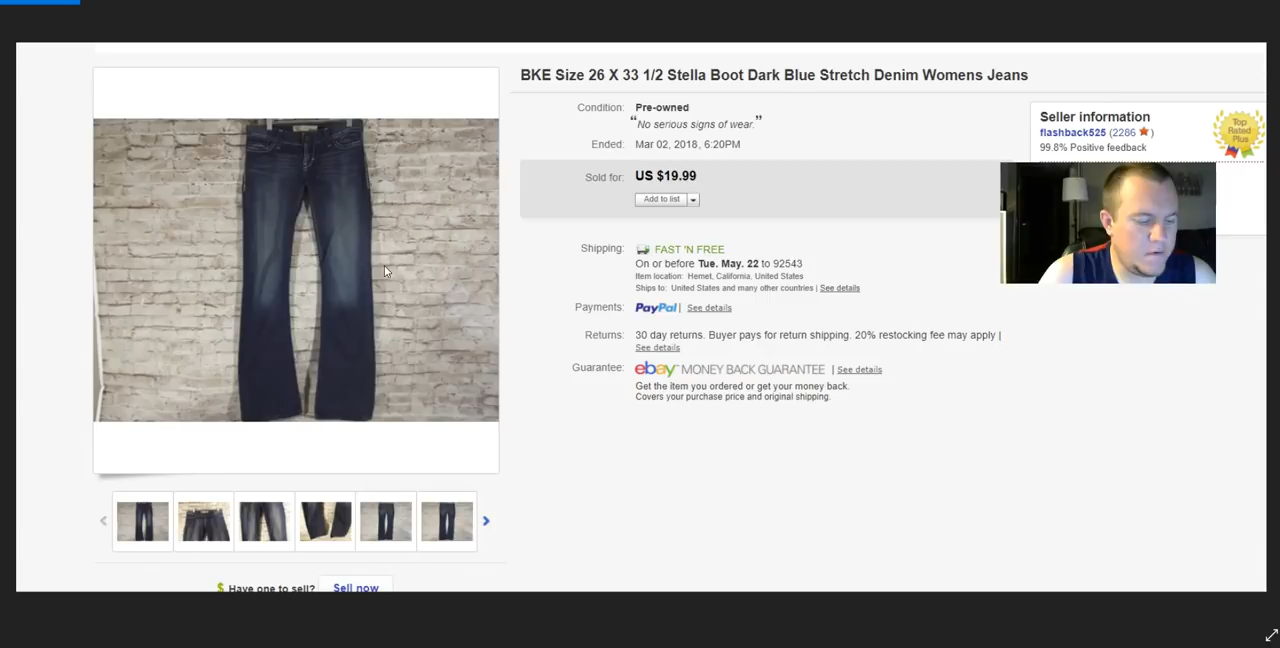 BKE Size 26 X 33 1/2 Stella Boot Dark Blue Stretch Denim Womens Jeans
Condition: Pre-owned
“No serious signs of wear.”
Ended: Mar 02, 2018, 6:20PM
Sold for: US $19.99
Add to list
Shipping: FAST 'N FREE
On or before Tue. May. 22 to 92543
Item location: Hemet, California, United States
Ships to: United States and many other countries | See details
Payments: PayPal | See details
Returns: 30 day returns. Buyer pays for return shipping. 20% restocking fee may apply |
See details
Guarantee: ebay MONEY BACK GUARANTEE | See details
Get the item you ordered or get your money back.
Covers your purchase price and original shipping.
Seller information
flashback525 (2286 )
99.8% Positive feedback
Top
Rated
Plus
$ Have one to sell? Sell now